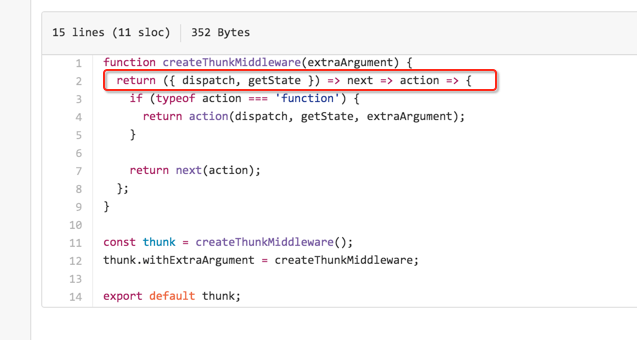 15 lines (11 sloc) 352 Bytes
1 function createThunkMiddleware(extraArgument) {
2   return ({ dispatch, getState }) => next => action => {
3     if (typeof action === 'function') {
4       return action(dispatch, getState, extraArgument);
5     }
6
7     return next(action);
8   };
9 }
10
11 const thunk = createThunkMiddleware();
12 thunk.withExtraArgument = createThunkMiddleware;
13
14 export default thunk;